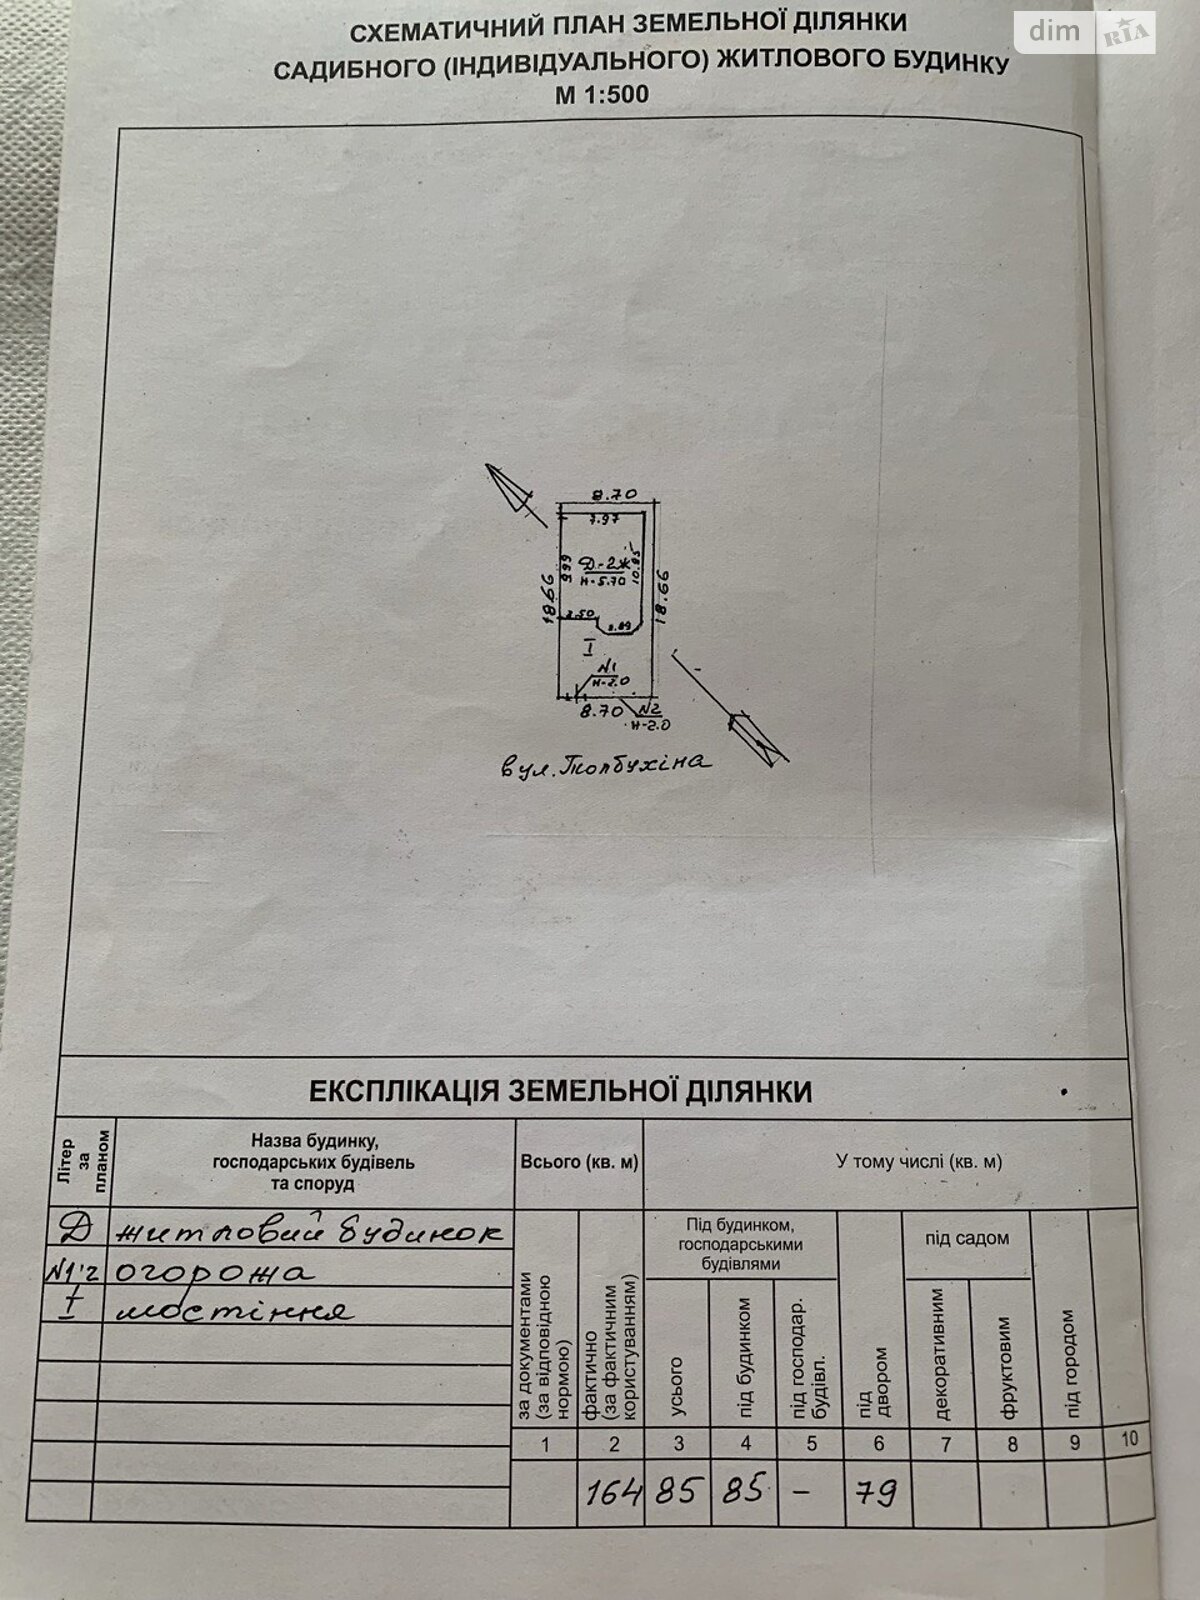 dim RIA
СХЕМАТИЧНИЙ ПЛАН ЗЕМЕЛЬНОЇ ДІЛЯНКИ
САДИБНОГО (ІНДИВІДУАЛЬНОГО) ЖИТЛОВОГО БУДИНКУ
М 1:500
8.70
7.97
Д-2Ж
Н-5.70
9.99
10.95
18.66
18.66
3.50
I
N1
Н-2.0
8.70
N2
Н-2.0
вул. Толбухіна
ЕКСПЛІКАЦІЯ ЗЕМЕЛЬНОЇ ДІЛЯНКИ
Літер за планом
Назва будинку,
господарських будівель
та споруд
Всього (кв. м)
У тому числі (кв. м)
Д житловий будинок
N1,2 огорожа
I мостіння
за документами
(за відповідною
нормою)
фактично
(за фактичним
користуванням)
Під будинком,
господарськими
будівлями
усього
під будинком
під господар.
будівл.
під
двором
під садом
декоративним
фруктовим
під городом
1 2 3 4 5 6 7 8 9 10
164 85 85 – 79